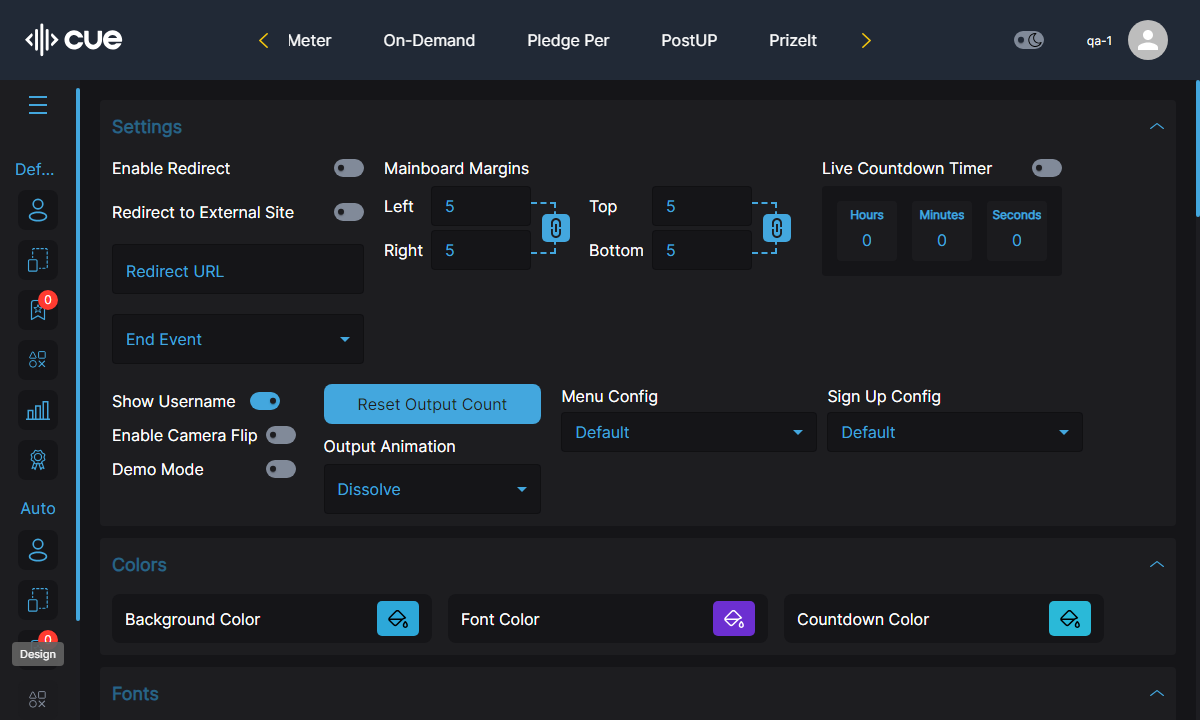 cue
Meter
On-Demand
Pledge Per
PostUP
PrizeIt
qa-1
Def...
0
Auto
0
Design
Settings
Enable Redirect
Redirect to External Site
Redirect URL
End Event
Mainboard Margins
Left 5
Right 5
Top 5
Bottom 5
Live Countdown Timer
Hours Minutes Seconds
0 0 0
Show Username
Enable Camera Flip
Demo Mode
Reset Output Count
Output Animation
Dissolve
Menu Config
Default
Sign Up Config
Default
Colors
Background Color
Font Color
Countdown Color
Fonts